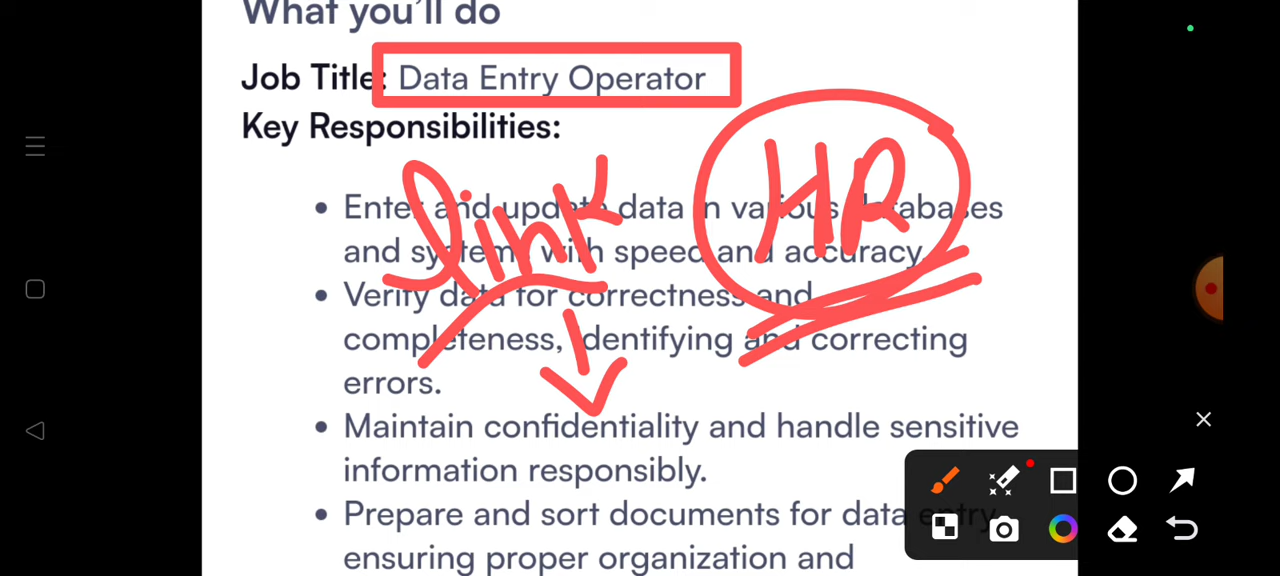 What you'll do
Job Title: Data Entry Operator
Key Responsibilities:
link
HR
• Enter and update data in various databases
and systems with speed and accuracy.
• Verify data for correctness and
completeness, identifying and correcting
errors.
• Maintain confidentiality and handle sensitive
information responsibly.
• Prepare and sort documents for data entry,
ensuring proper organization and